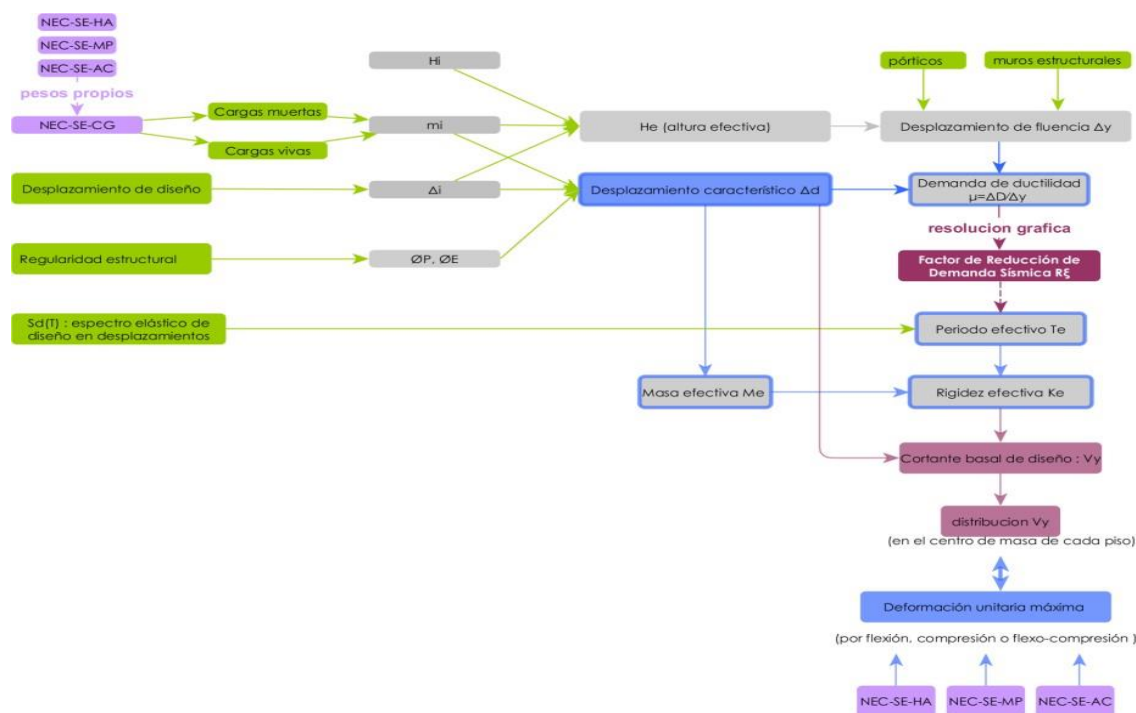 NEC-SE-HA
NEC-SE-MP
NEC-SE-AC
pesos propios
NEC-SE-CG
Cargas muertas
Cargas vivas
Hi
mi
He (altura efectiva)
pórticos
muros estructurales
Desplazamiento de fluencia Δy
Desplazamiento de diseño
Δi
Desplazamiento característico Δd
Demanda de ductilidad
μ=ΔD/Δy
resolucion grafica
Regularidad estructural
ØP, ØE
Factor de Reducción de
Demanda Sísmica Rξ
Sd(T) : espectro elástico de
diseño en desplazamientos
Periodo efectivo Te
Masa efectiva Me
Rigidez efectiva Ke
Cortante basal de diseño : Vy
distribucion Vy
(en el centro de masa de cada piso)
Deformación unitaria máxima
(por flexión, compresión o flexo-compresión )
NEC-SE-HA
NEC-SE-MP
NEC-SE-AC